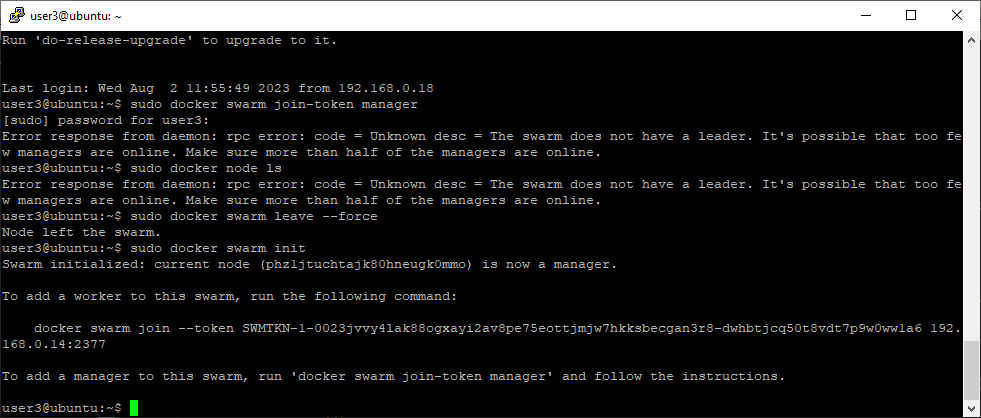 user3@ubuntu: ~
Run 'do-release-upgrade' to upgrade to it.
Last login: Wed Aug  2 11:55:49 2023 from 192.168.0.18
user3@ubuntu:~$ sudo docker swarm join-token manager
[sudo] password for user3:
Error response from daemon: rpc error: code = Unknown desc = The swarm does not have a leader. It's possible that too fe
w managers are online. Make sure more than half of the managers are online.
user3@ubuntu:~$ sudo docker node ls
Error response from daemon: rpc error: code = Unknown desc = The swarm does not have a leader. It's possible that too fe
w managers are online. Make sure more than half of the managers are online.
user3@ubuntu:~$ sudo docker swarm leave --force
Node left the swarm.
user3@ubuntu:~$ sudo docker swarm init
Swarm initialized: current node (phzljtuchtajk80hneugk0mmo) is now a manager.
To add a worker to this swarm, run the following command:
    docker swarm join --token SWMTKN-1-0023jvvy4lak88ogxayi2av8pe75eottjmjw7hkksbecgan3r8-dwhbtjcq50t8vdt7p9w0wwla6 192.
168.0.14:2377
To add a manager to this swarm, run 'docker swarm join-token manager' and follow the instructions.
user3@ubuntu:~$